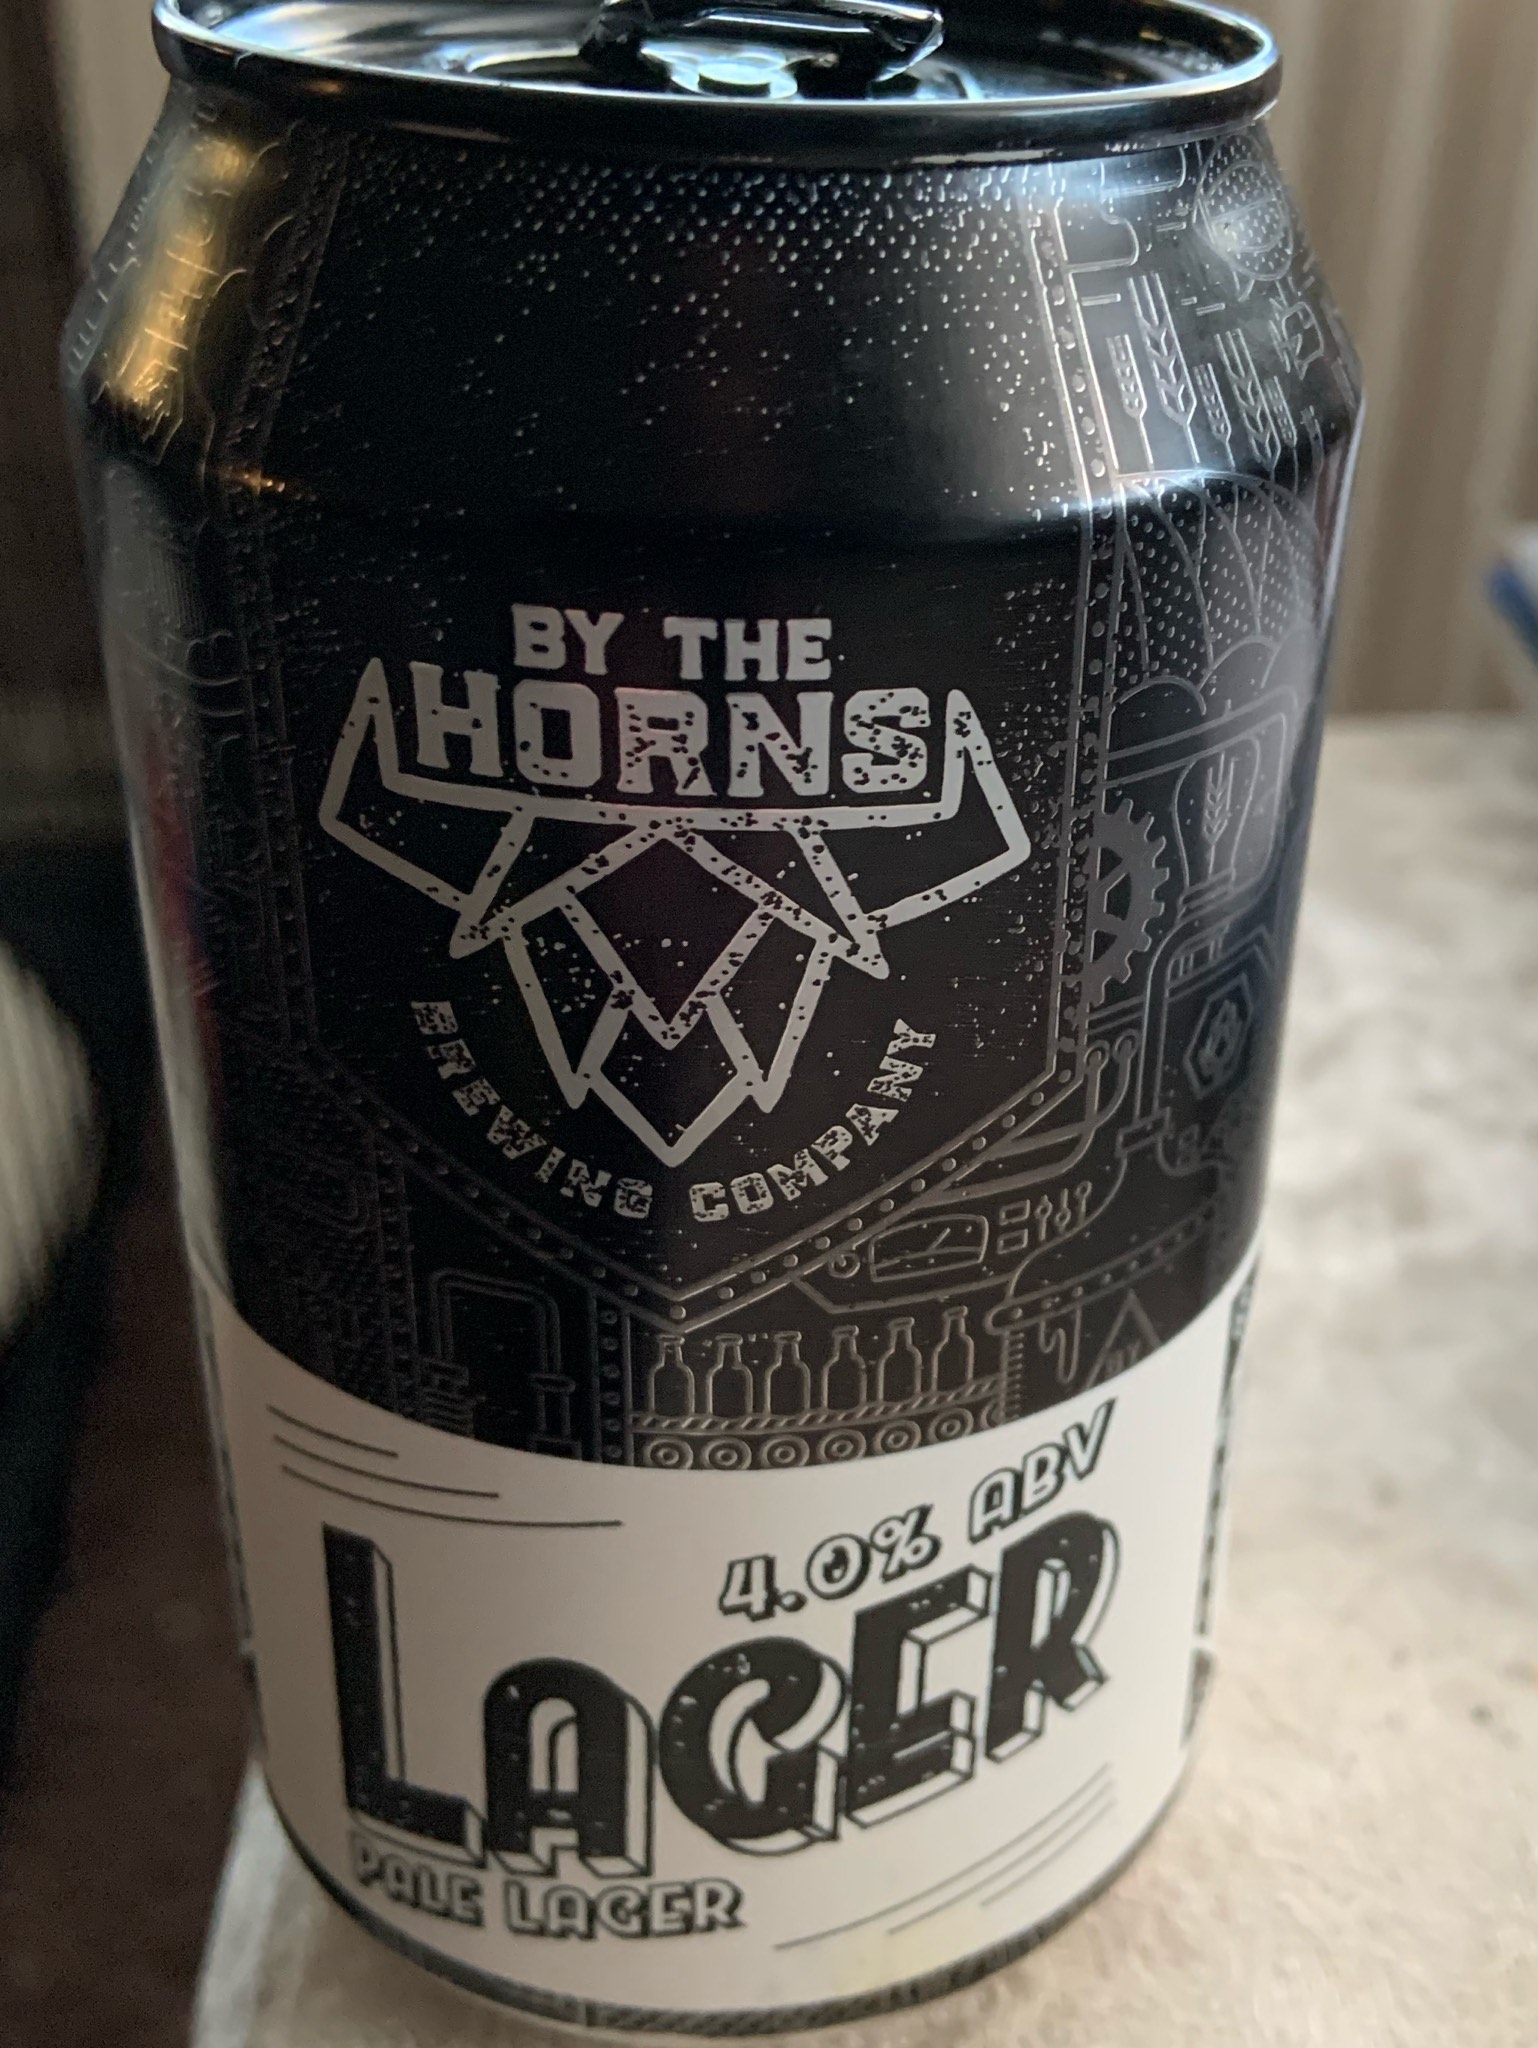 BY THE
HORNS
BREWING COMPANY
4.0% ABV
LAGER
PALE LAGER